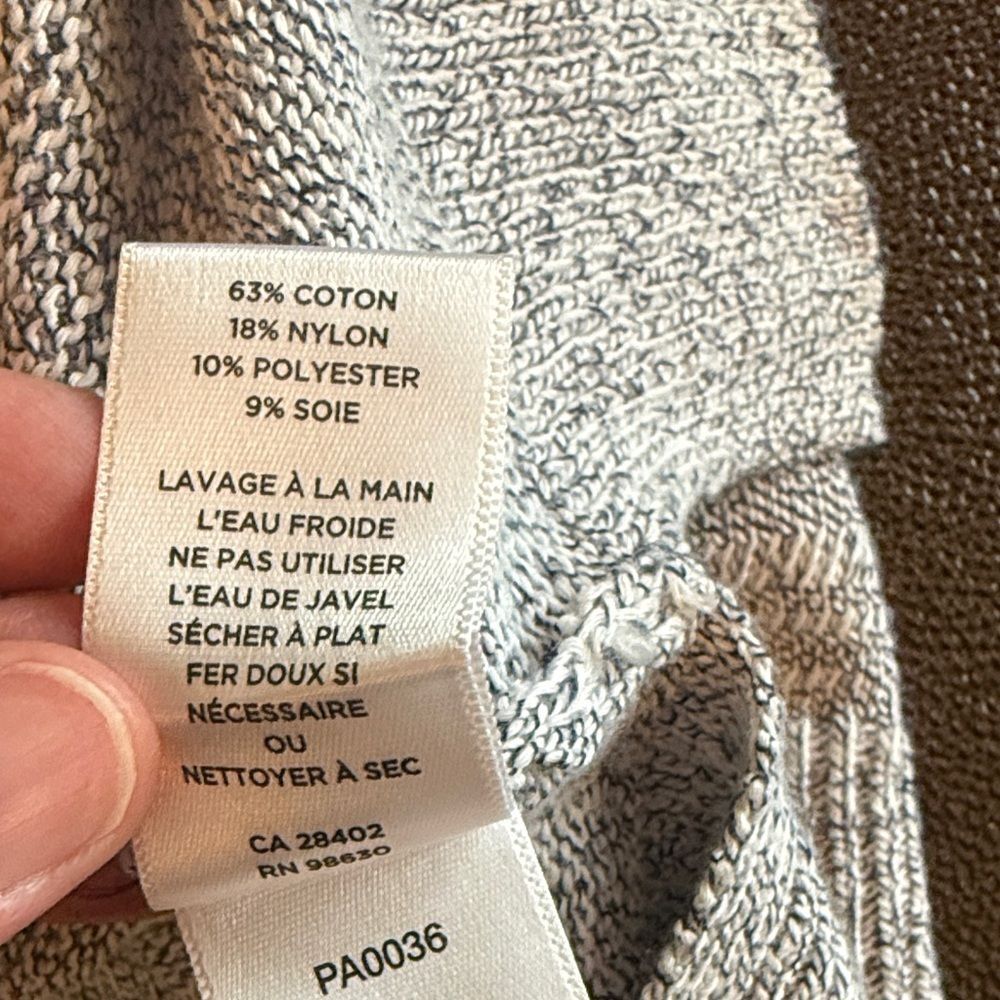 63% COTON
18% NYLON
10% POLYESTER
9% SOIE
LAVAGE À LA MAIN
L'EAU FROIDE
NE PAS UTILISER
L'EAU DE JAVEL
SÉCHER À PLAT
FER DOUX SI
NÉCESSAIRE
OU
NETTOYER À SEC
CA 28402
RN 98630
PA0036